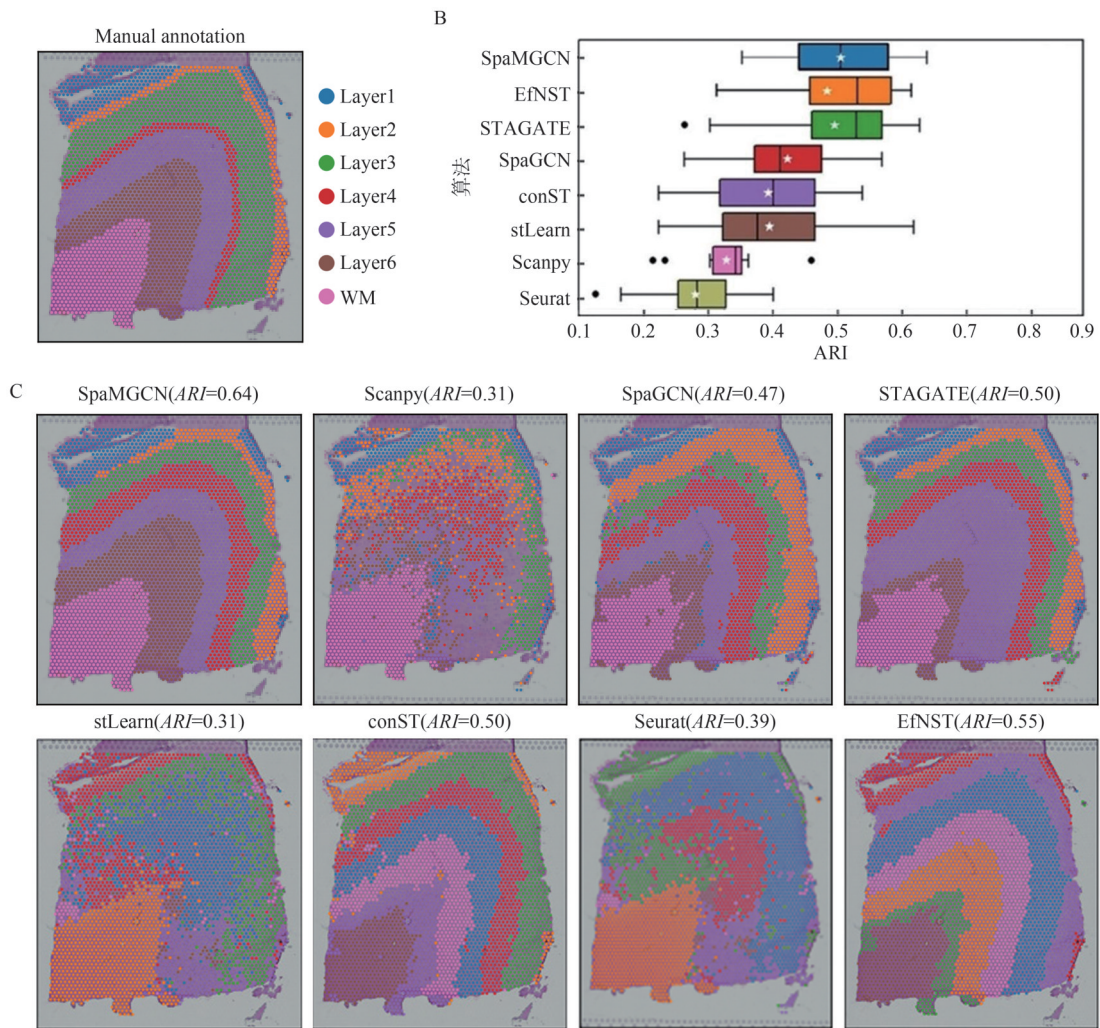 Manual annotation
Layer1
Layer2
Layer3
Layer4
Layer5
Layer6
WM
B
算法
SpaMGCN
EfNST
STAGATE
SpaGCN
conST
stLearn
Scanpy
Seurat
0.1 0.2 0.3 0.4 0.5 0.6 0.7 0.8 0.9
ARI
C
SpaMGCN(ARI=0.64) Scanpy(ARI=0.31) SpaGCN(ARI=0.47) STAGATE(ARI=0.50)
stLearn(ARI=0.31) conST(ARI=0.50) Seurat(ARI=0.39) EfNST(ARI=0.55)